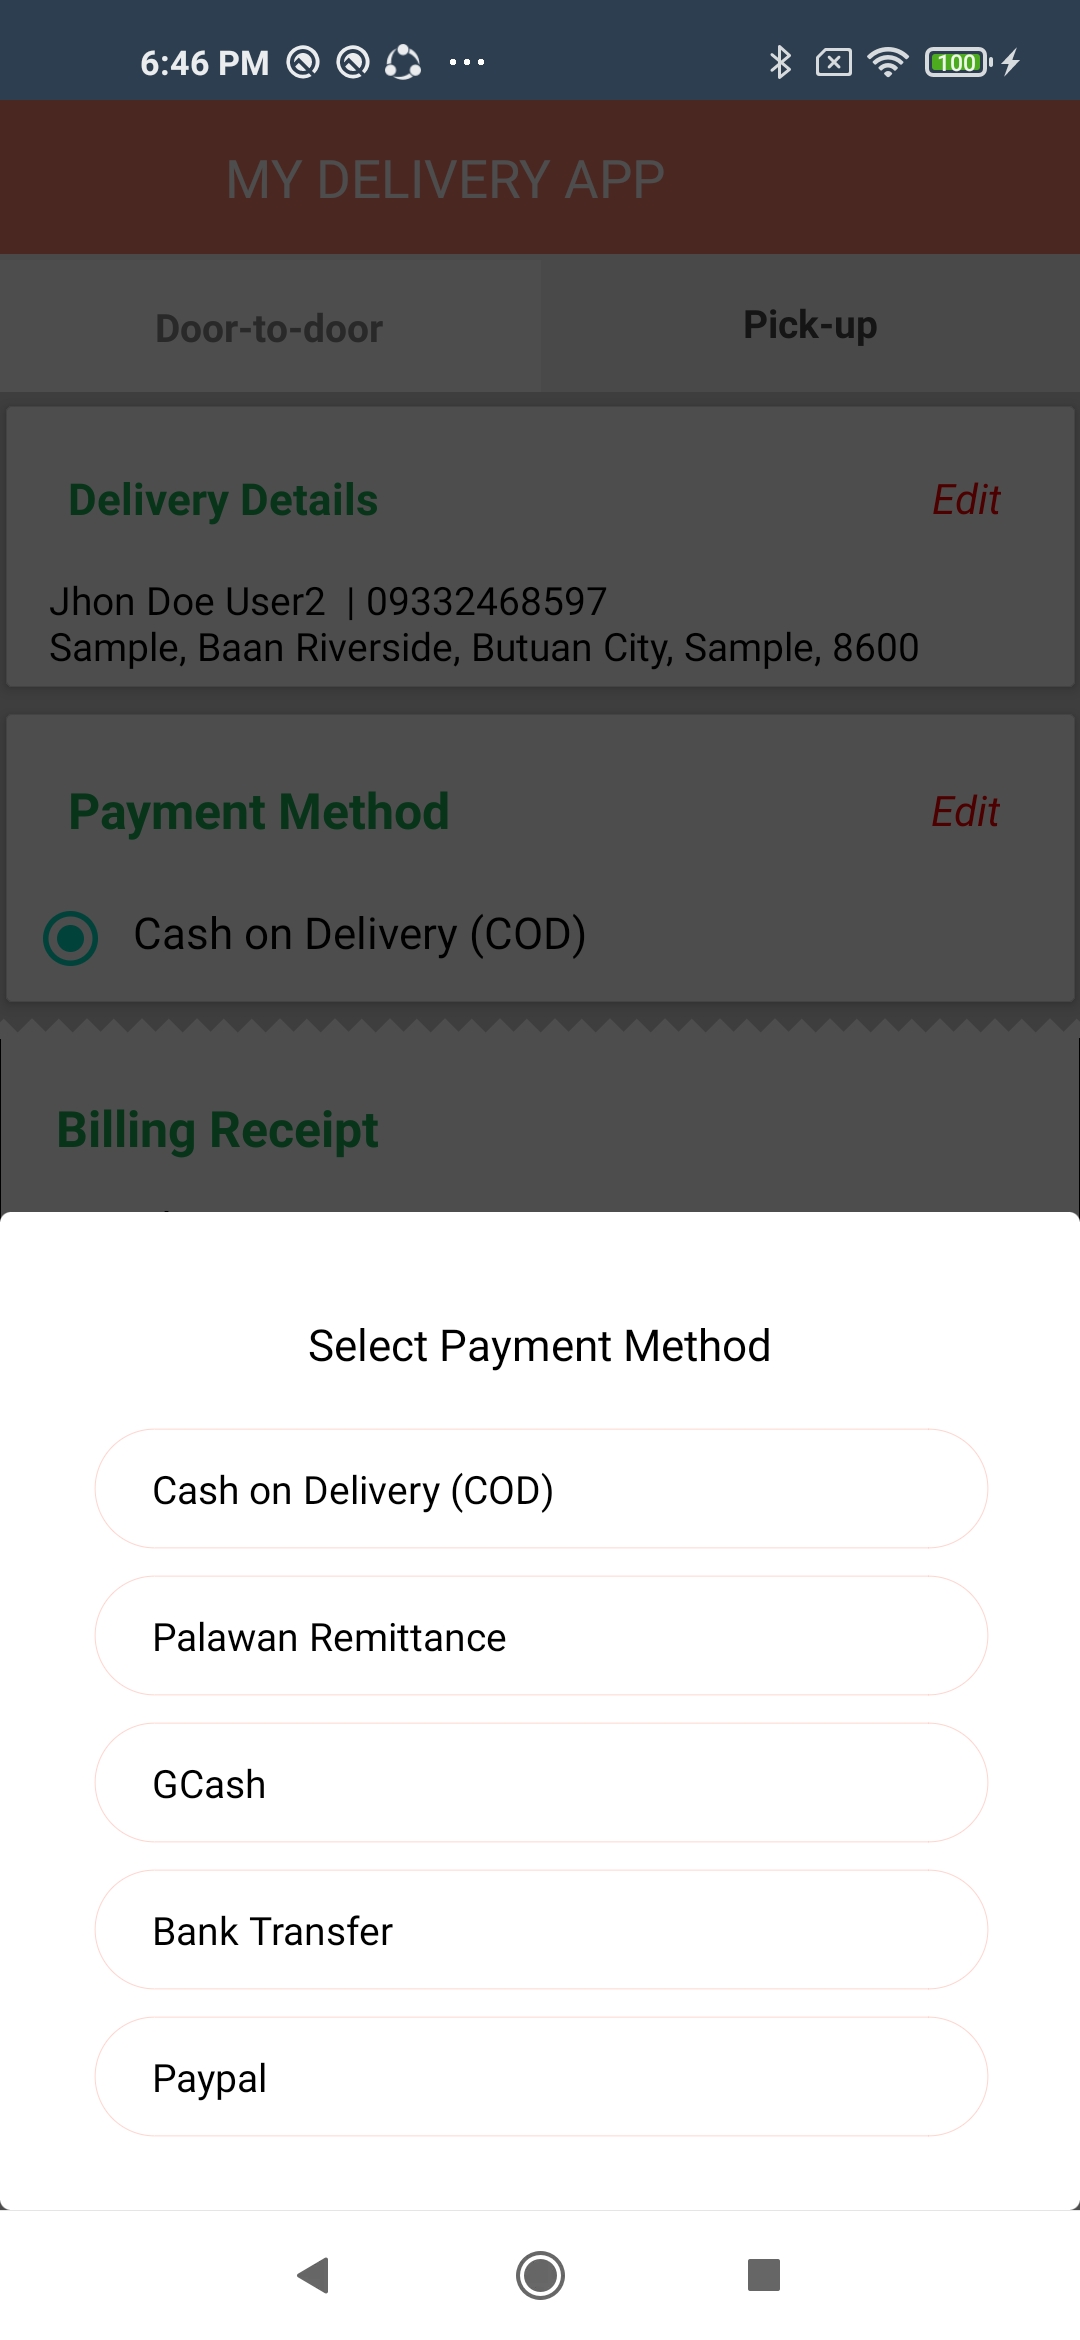 6:46 PM
100
MY DELIVERY APP
Door-to-door
Pick-up
Delivery Details
Edit
Jhon Doe User2  | 09332468597
Sample, Baan Riverside, Butuan City, Sample, 8600
Payment Method
Edit
Cash on Delivery (COD)
Billing Receipt
Select Payment Method
Cash on Delivery (COD)
Palawan Remittance
GCash
Bank Transfer
Paypal